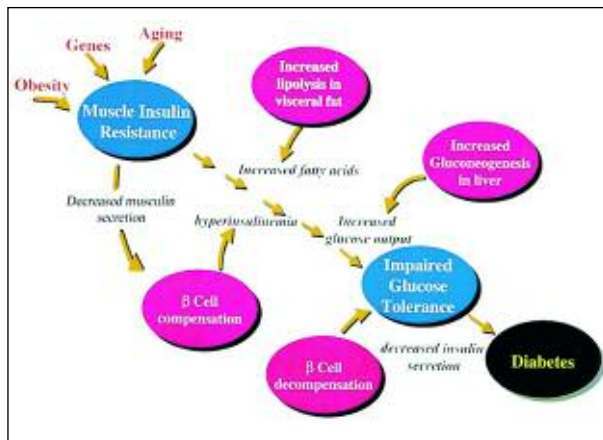 Aging
Genes
Obesity
Muscle Insulin
Resistance
Increased
lipolysis in
visceral fat
Increased fatty acids
Increased
Gluconeogenesis
in liver
Decreased musculin
secretion
hyperinsulinemia
Increased
glucose output
β Cell
compensation
Impaired
Glucose
Tolerance
β Cell
decompensation
decreased insulin
secretion
Diabetes